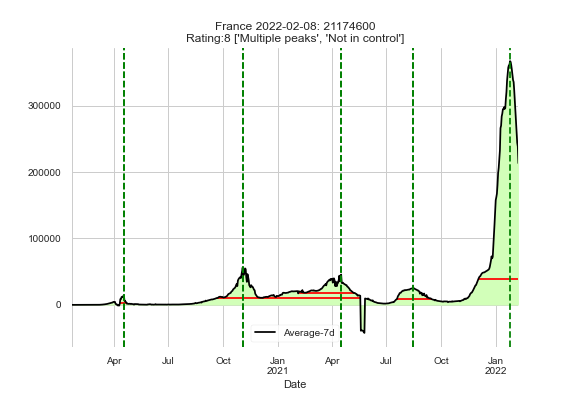 France 2022-02-08: 21174600
Rating:8 ['Multiple peaks', 'Not in control']
300000
200000
100000
0
Average-7d
Apr Jul Oct Jan Apr Jul Oct Jan
2021 2022
Date